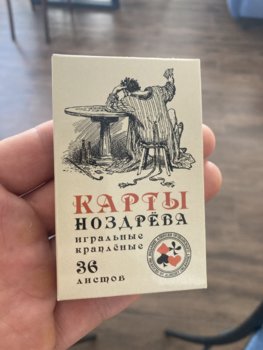 КАРТЫ
НОЗДРЁВА
игральные
краплёные
36
листов